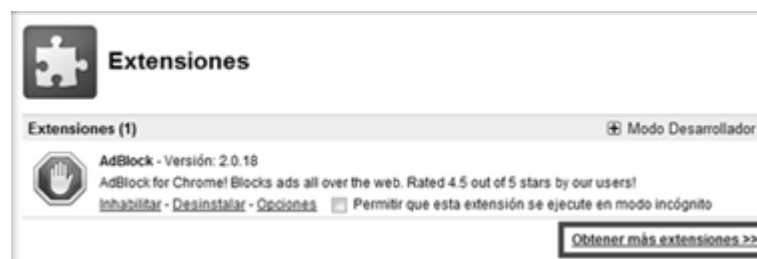 Extensiones
Extensiones (1) Modo Desarrollador
AdBlock - Versión: 2.0.18
AdBlock for Chrome! Blocks ads all over the web. Rated 4.5 out of 5 stars by our users!
Inhabilitar - Desinstalar - Opciones Permitir que esta extensión se ejecute en modo incógnito
Obtener más extensiones >>